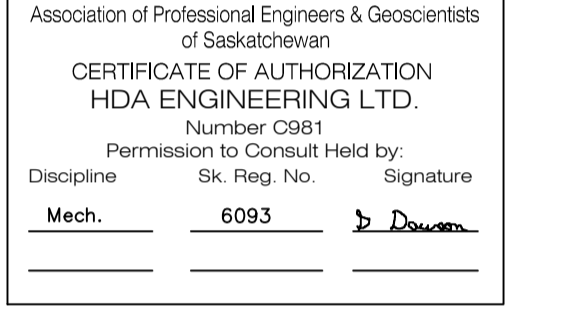 Association of Professional Engineers & Geoscientists
of Saskatchewan
CERTIFICATE OF AUTHORIZATION
HDA ENGINEERING LTD.
Number C981
Permission to Consult Held by:
Discipline Sk. Reg. No. Signature
Mech. 6093 D Dawson